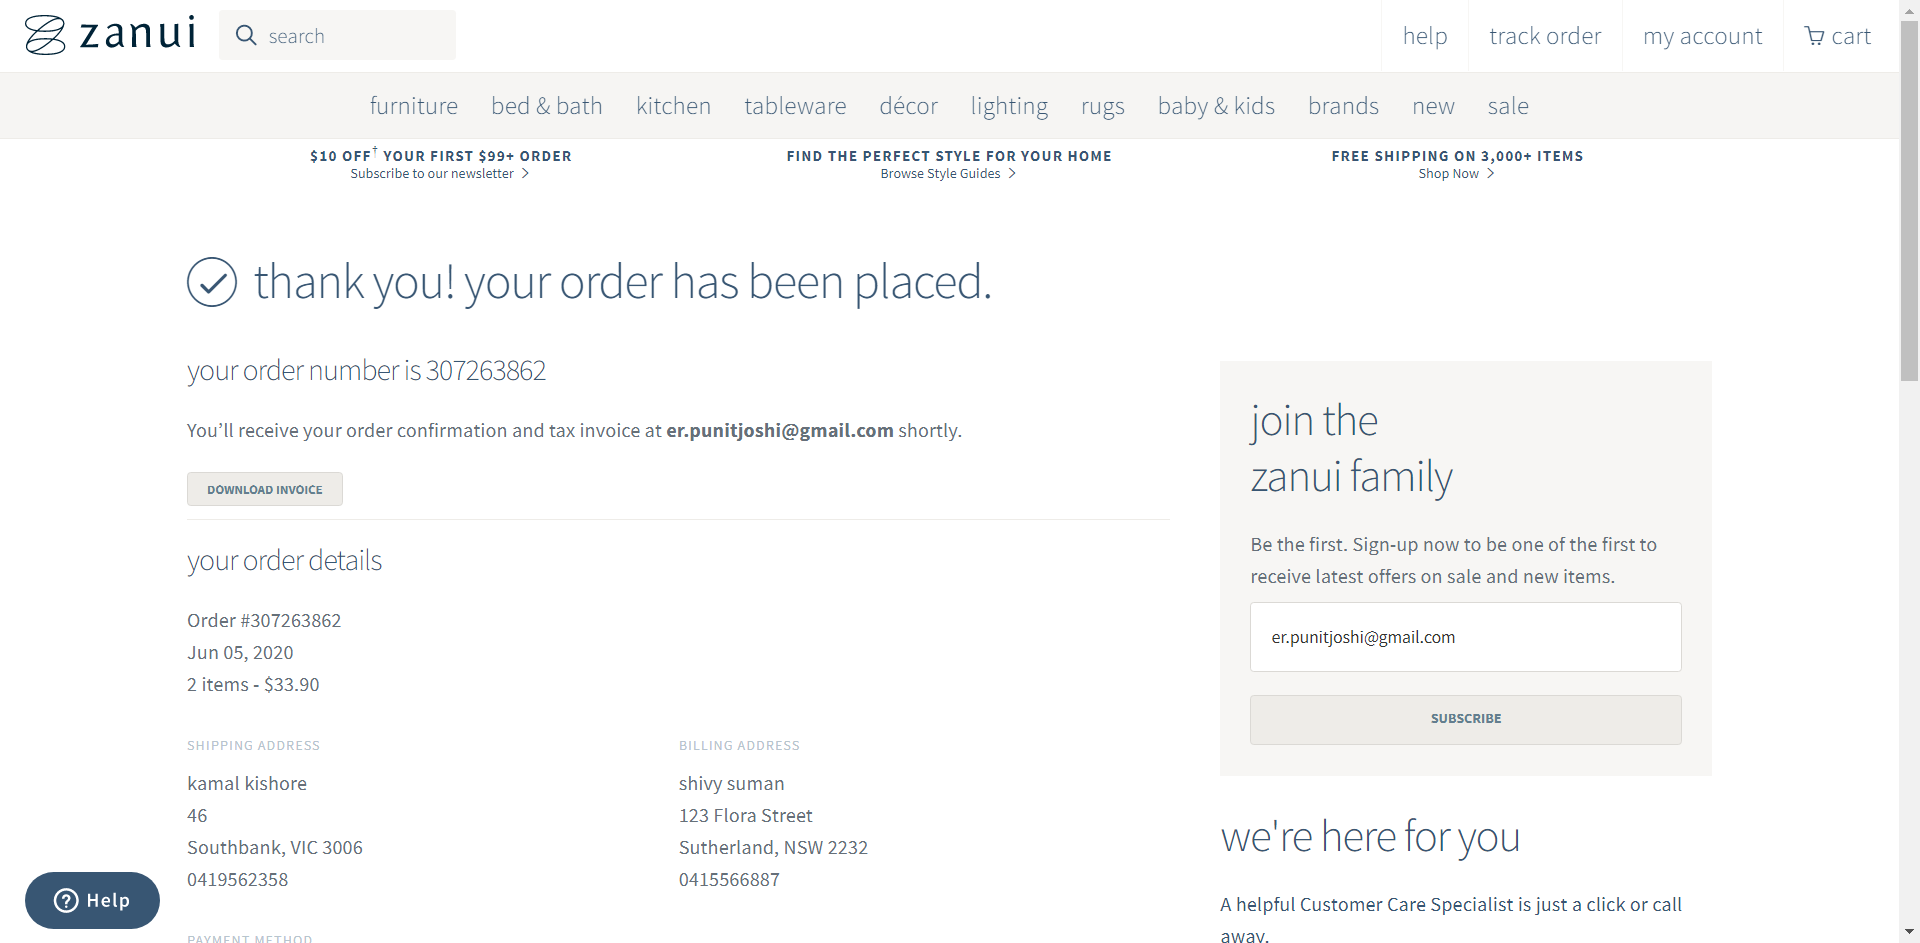 zanui
search
help
track order
my account
cart
furniture
bed & bath
kitchen
tableware
décor
lighting
rugs
baby & kids
brands
new
sale
$10 OFF† YOUR FIRST $99+ ORDER
Subscribe to our newsletter
FIND THE PERFECT STYLE FOR YOUR HOME
Browse Style Guides
FREE SHIPPING ON 3,000+ ITEMS
Shop Now
thank you! your order has been placed.
your order number is 307263862
You’ll receive your order confirmation and tax invoice at er.punitjoshi@gmail.com shortly.
DOWNLOAD INVOICE
your order details
Order #307263862
Jun 05, 2020
2 items - $33.90
SHIPPING ADDRESS
kamal kishore
46
Southbank, VIC 3006
0419562358
BILLING ADDRESS
shivy suman
123 Flora Street
Sutherland, NSW 2232
0415566887
PAYMENT METHOD
join the
zanui family
Be the first. Sign-up now to be one of the first to
receive latest offers on sale and new items.
er.punitjoshi@gmail.com
SUBSCRIBE
we're here for you
A helpful Customer Care Specialist is just a click or call
away.
Help